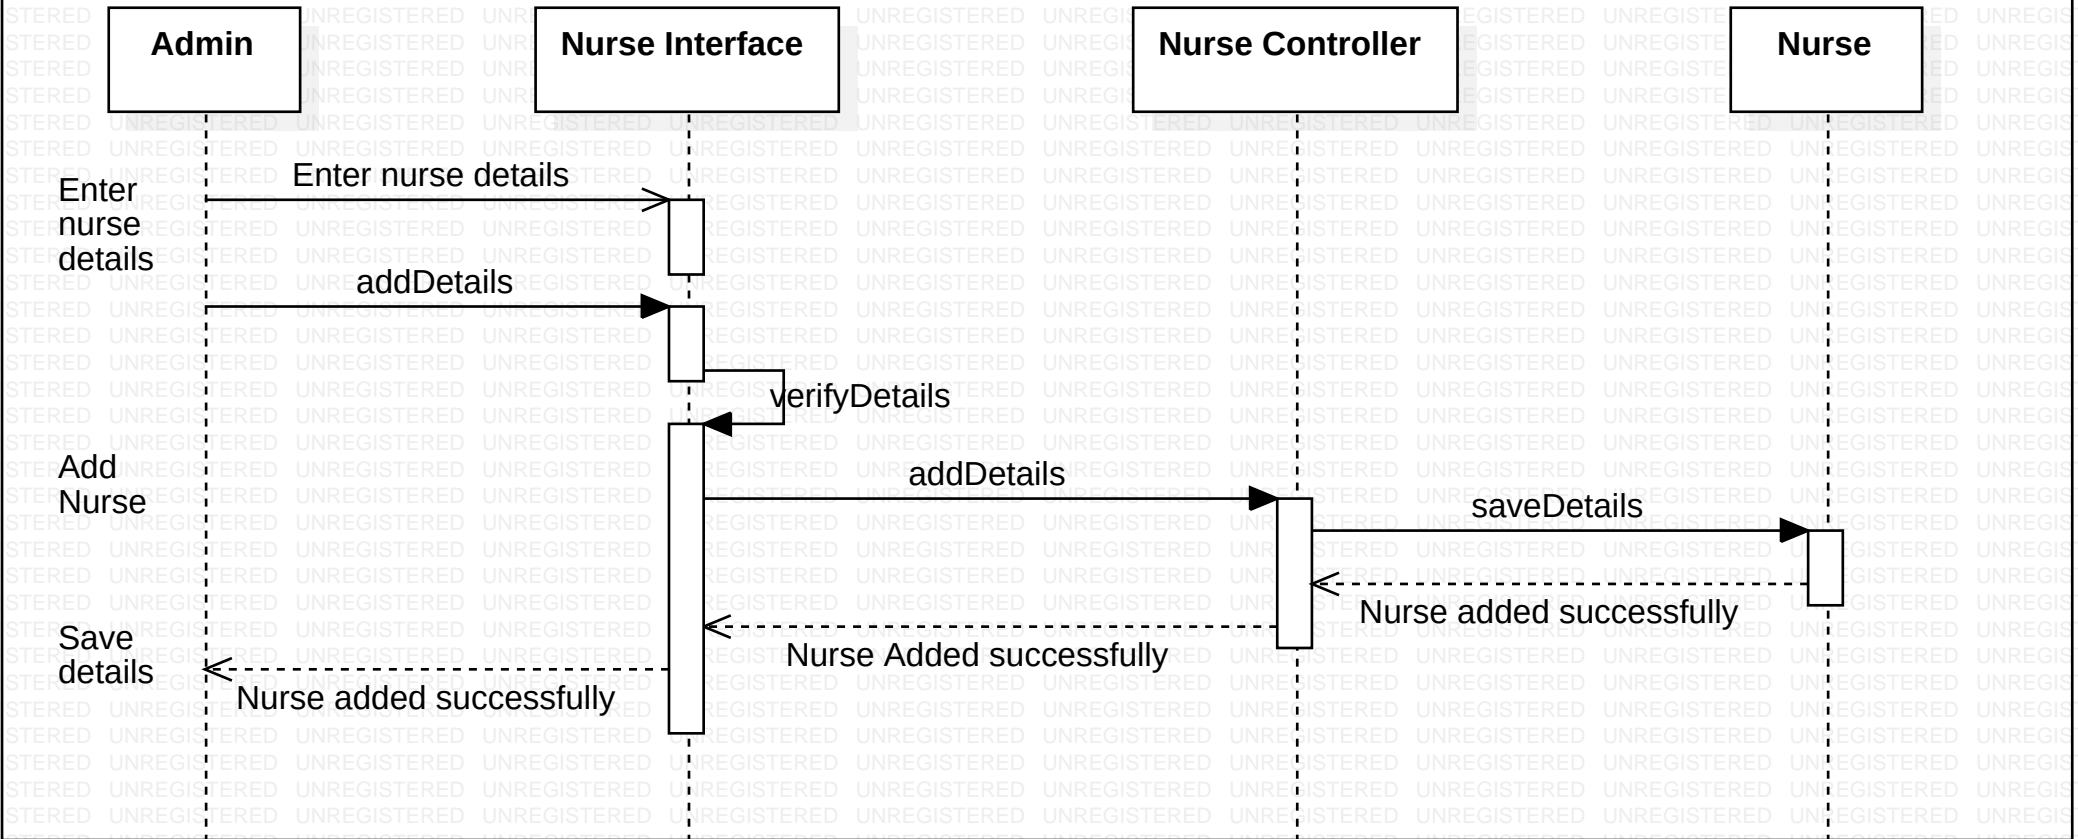 Admin
Nurse Interface
Nurse Controller
Nurse
Enter nurse details
Enter
nurse
details
addDetails
verifyDetails
Add
Nurse
addDetails
saveDetails
Nurse added successfully
Save
details
Nurse Added successfully
Nurse added successfully
UNREGISTERED